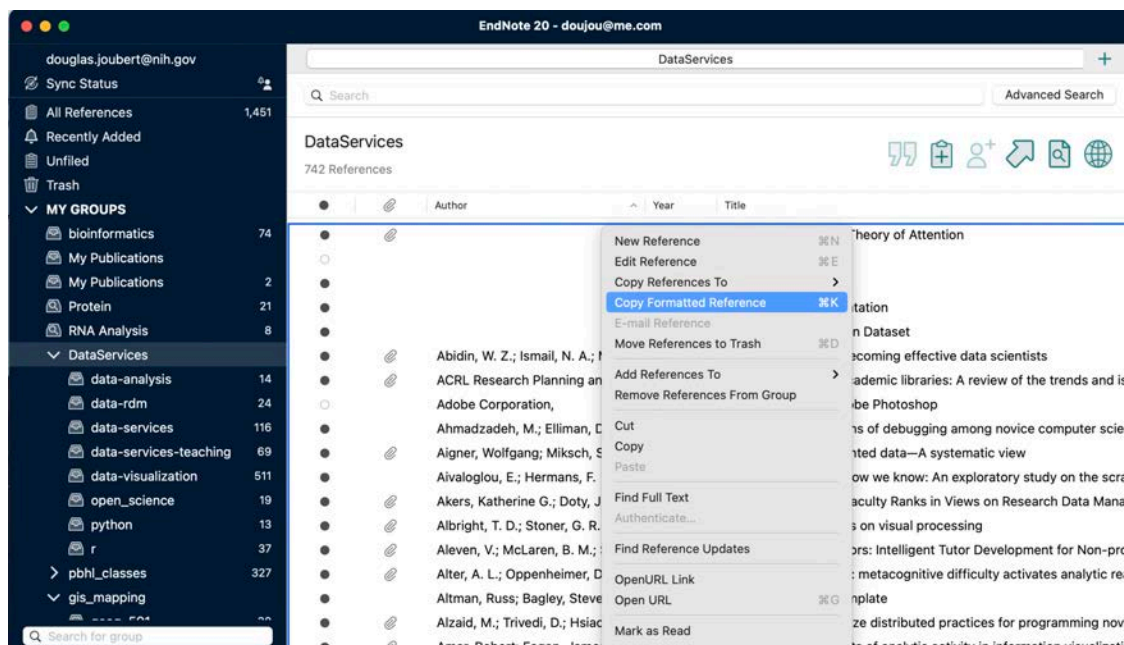 EndNote 20 - doujou@me.com
douglas.joubert@nih.gov
Sync Status
All References 1,451
Recently Added
Unfiled
Trash
MY GROUPS
bioinformatics 74
My Publications
My Publications 2
Protein 21
RNA Analysis 8
DataServices
data-analysis 14
data-rdm 24
data-services 116
data-services-teaching 69
data-visualization 511
open_science 19
python 13
r 37
pbhl_classes 327
gis_mapping
Search for group
DataServices
Search
Advanced Search
DataServices
742 References
Author Year Title
Theory of Attention
tation
n Dataset
Abidin, W. Z.; Ismail, N. A.; ecoming effective data scientists
ACRL Research Planning an ademic libraries: A review of the trends and is
Adobe Corporation, be Photoshop
Ahmadzadeh, M.; Elliman, D ns of debugging among novice computer scie
Aigner, Wolfgang; Miksch, S nted data—A systematic view
Aivaloglou, E.; Hermans, F. ow we know: An exploratory study on the scra
Akers, Katherine G.; Doty, J aculty Ranks in Views on Research Data Mana
Albright, T. D.; Stoner, G. R. s on visual processing
Aleven, V.; McLaren, B. M.; ors: Intelligent Tutor Development for Non-pro
Alter, A. L.; Oppenheimer, D : metacognitive difficulty activates analytic rea
Altman, Russ; Bagley, Steve mplate
Alzaid, M.; Trivedi, D.; Hsiao ze distributed practices for programming nov
New Reference ⌘N
Edit Reference ⌘E
Copy References To
Copy Formatted Reference ⌘K
E-mail Reference
Move References to Trash ⌘D
Add References To
Remove References From Group
Cut
Copy
Paste
Find Full Text
Authenticate...
Find Reference Updates
OpenURL Link
Open URL ⌘G
Mark as Read